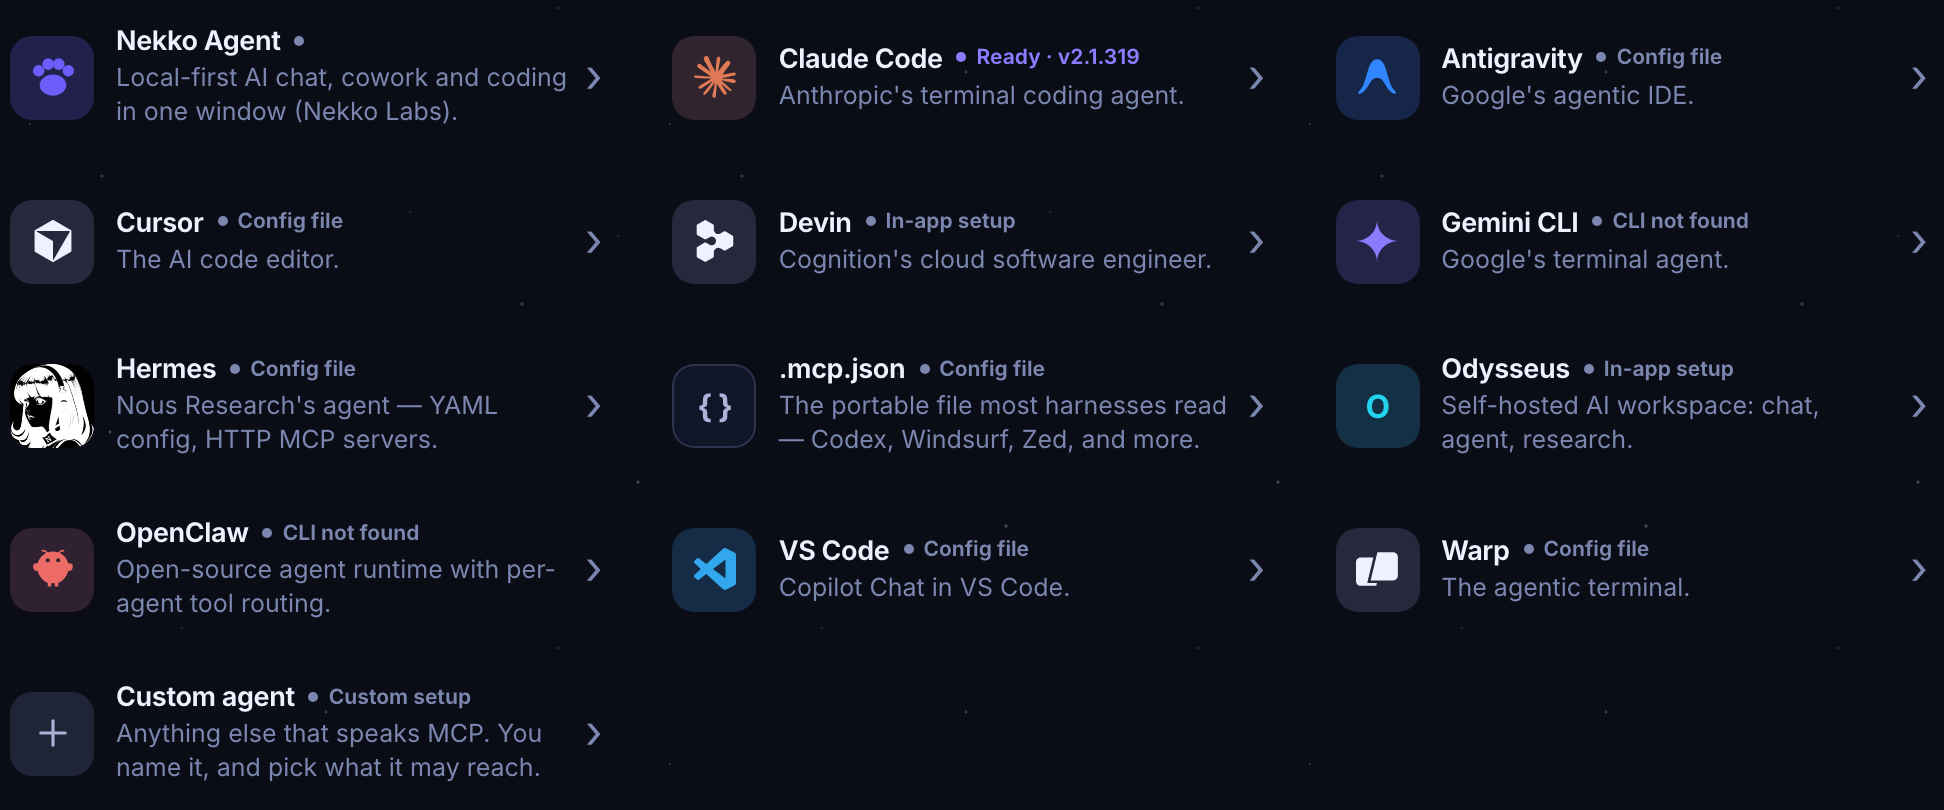 Nekko Agent
Local-first AI chat, cowork and coding
in one window (Nekko Labs).
Claude Code • Ready · v2.1.319
Anthropic's terminal coding agent.
Antigravity • Config file
Google's agentic IDE.
Cursor • Config file
The AI code editor.
Devin • In-app setup
Cognition's cloud software engineer.
Gemini CLI • CLI not found
Google's terminal agent.
Hermes • Config file
Nous Research's agent — YAML
config, HTTP MCP servers.
{}
.mcp.json • Config file
The portable file most harnesses read
— Codex, Windsurf, Zed, and more.
O
Odysseus • In-app setup
Self-hosted AI workspace: chat,
agent, research.
OpenClaw • CLI not found
Open-source agent runtime with per-
agent tool routing.
VS Code • Config file
Copilot Chat in VS Code.
Warp • Config file
The agentic terminal.
Custom agent • Custom setup
Anything else that speaks MCP. You
name it, and pick what it may reach.